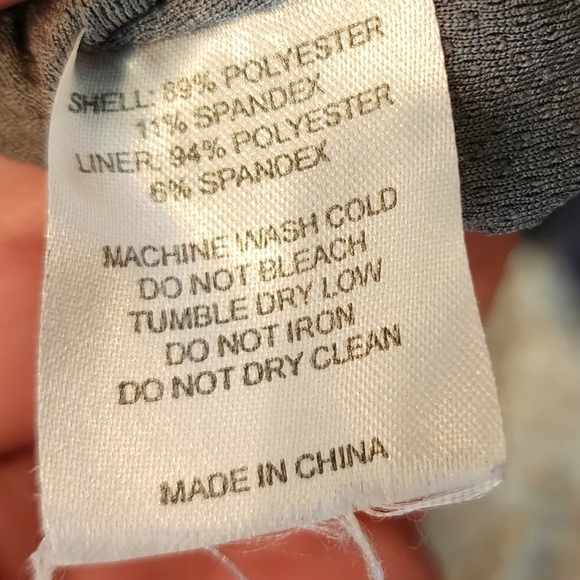 SHELL: 89% POLYESTER
11% SPANDEX
LINER: 94% POLYESTER
6% SPANDEX
MACHINE WASH COLD
DO NOT BLEACH
TUMBLE DRY LOW
DO NOT IRON
DO NOT DRY CLEAN
MADE IN CHINA